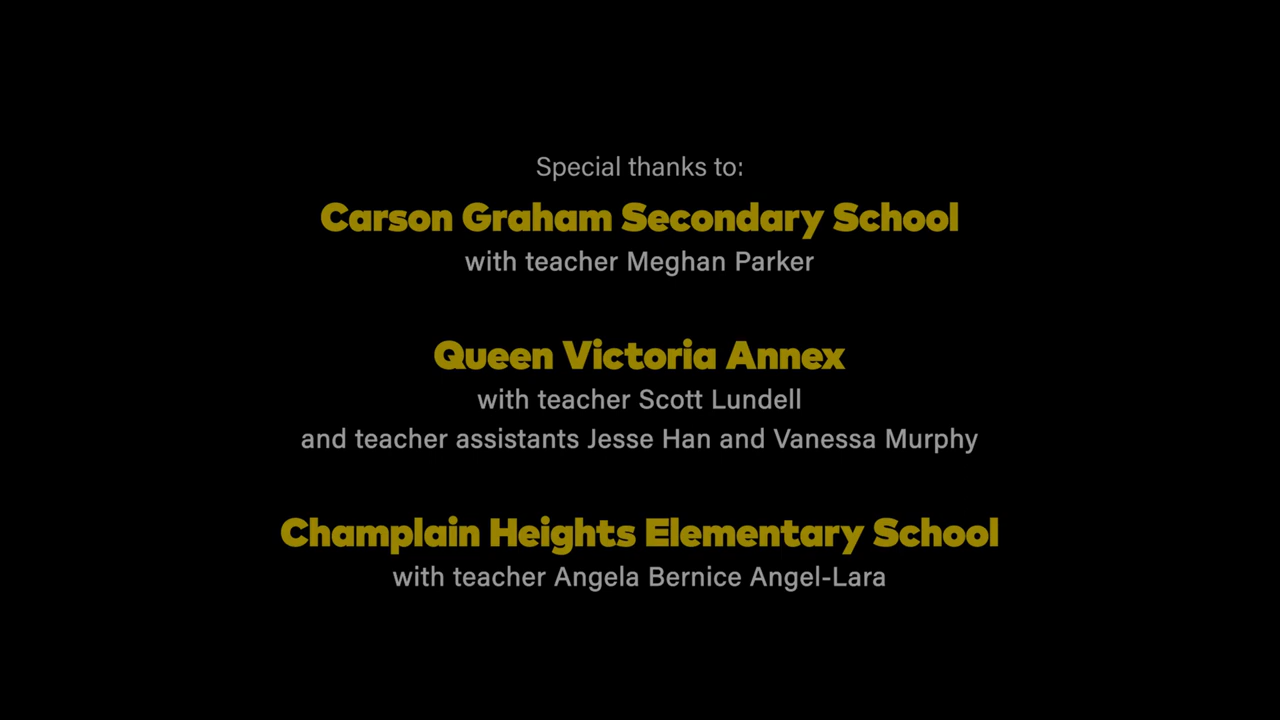 Special thanks to:
Carson Graham Secondary School
with teacher Meghan Parker
Queen Victoria Annex
with teacher Scott Lundell
and teacher assistants Jesse Han and Vanessa Murphy
Champlain Heights Elementary School
with teacher Angela Bernice Angel-Lara